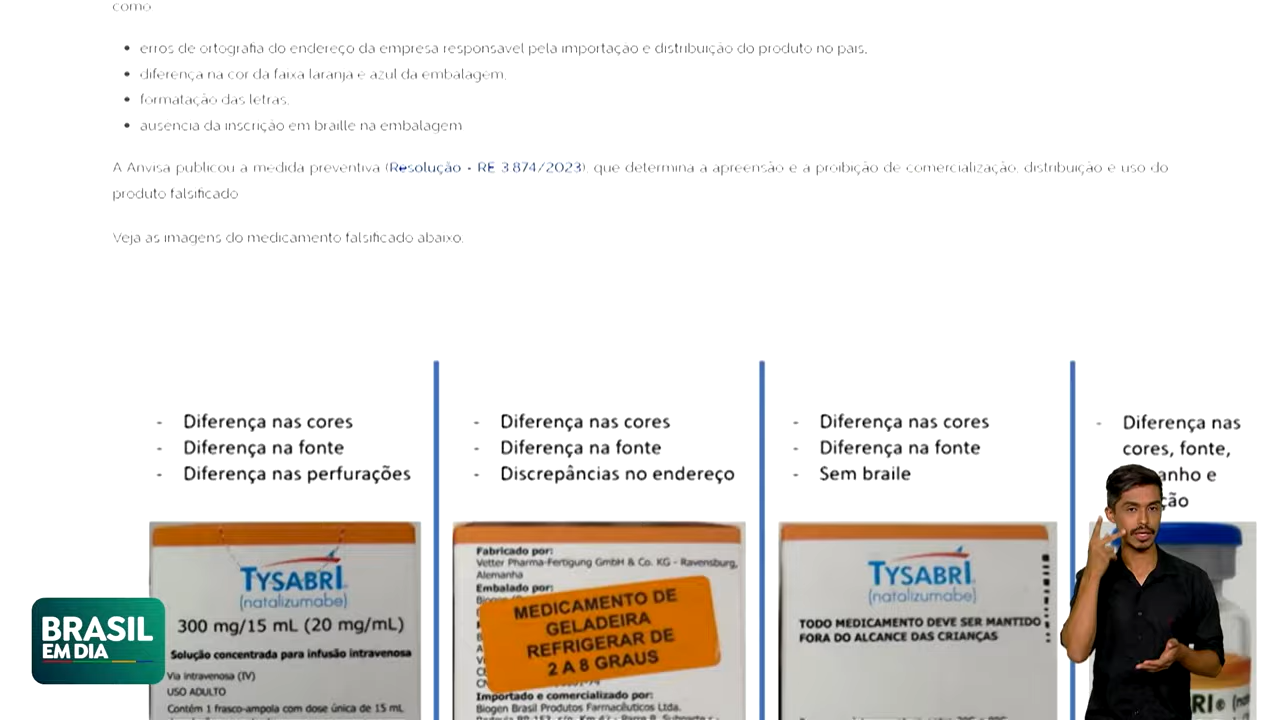 como
erros de ortografia do endereço da empresa responsável pela importação e distribuição do produto no país;
diferença na cor da faixa laranja e azul da embalagem;
formatação das letras;
ausência da inscrição em braille na embalagem
A Anvisa publicou a medida preventiva (Resolução - RE 3.874/2023), que determina a apreensão e a proibição de comercialização, distribuição e uso do
produto falsificado
Veja as imagens do medicamento falsificado abaixo.
- Diferença nas cores
- Diferença na fonte
- Diferença nas perfurações
- Diferença nas cores
- Diferença na fonte
- Discrepâncias no endereço
- Diferença nas cores
- Diferença na fonte
- Sem braile
- Diferença nas
cores, fonte,
anho e
ção
TYSABRI
(natalizumabe)
300 mg/15 mL (20 mg/mL)
Solução concentrada para infusão intravenosa
Via intravenosa (IV)
USO ADULTO
Contém 1 frasco-ampola com dose única de 15 mL
Fabricado por:
Vetter Pharma-Fertigung GmbH & Co. KG - Ravensburg,
Alemanha
Embalado por:
MEDICAMENTO DE
GELADEIRA
REFRIGERAR DE
2 A 8 GRAUS
Importado e comercializado por:
Biogen Brasil Produtos Farmacêuticos Ltda.
TYSABRI
(natalizumabe)
TODO MEDICAMENTO DEVE SER MANTIDO
FORA DO ALCANCE DAS CRIANÇAS
RI®
BRASIL
EM DIA